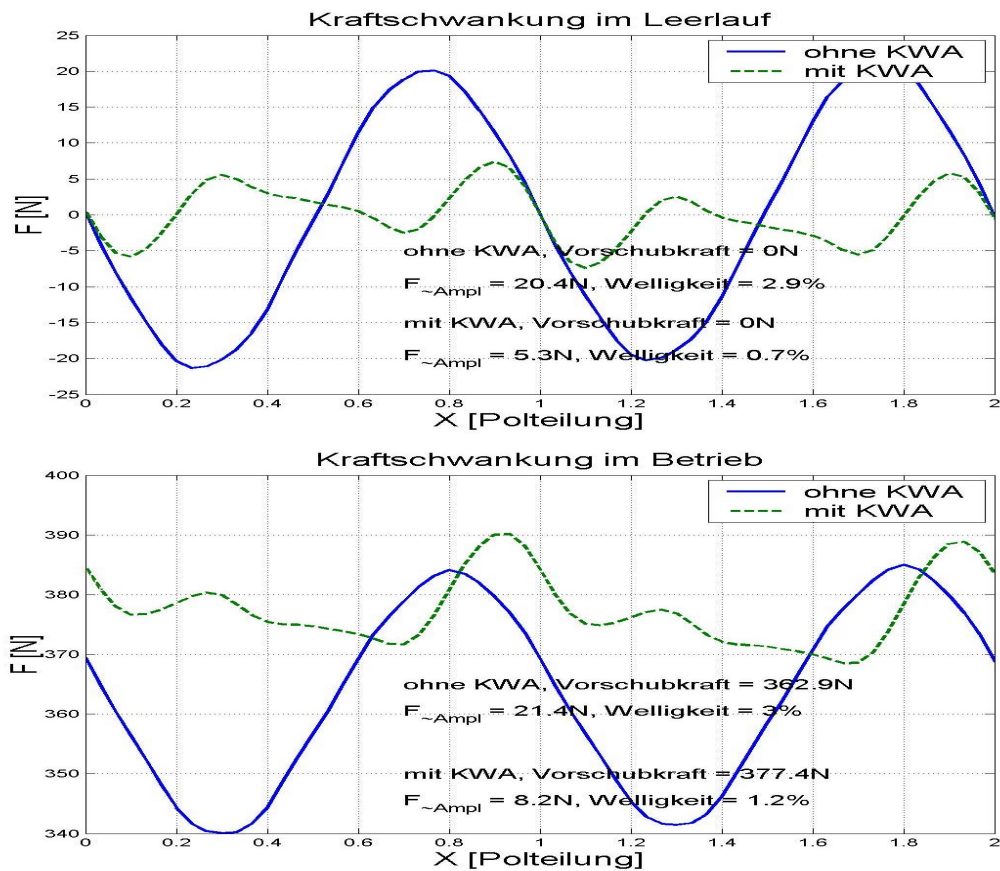 Kraftschwankung im Leerlauf
25
20
15
10
5
0
-5
-10
-15
-20
-25
F [N]
ohne KWA
mit KWA
ohne KWA, Vorschubkraft = 0N
F~Ampl = 20.4N, Welligkeit = 2.9%
mit KWA, Vorschubkraft = 0N
F~Ampl = 5.3N, Welligkeit = 0.7%
0 0.2 0.4 0.6 0.8 1 1.2 1.4 1.6 1.8 2
X [Polteilung]
Kraftschwankung im Betrieb
400
390
380
370
360
350
340
F [N]
ohne KWA
mit KWA
ohne KWA, Vorschubkraft = 362.9N
F~Ampl = 21.4N, Welligkeit = 3%
mit KWA, Vorschubkraft = 377.4N
F~Ampl = 8.2N, Welligkeit = 1.2%
0 0.2 0.4 0.6 0.8 1 1.2 1.4 1.6 1.8 2
X [Polteilung]